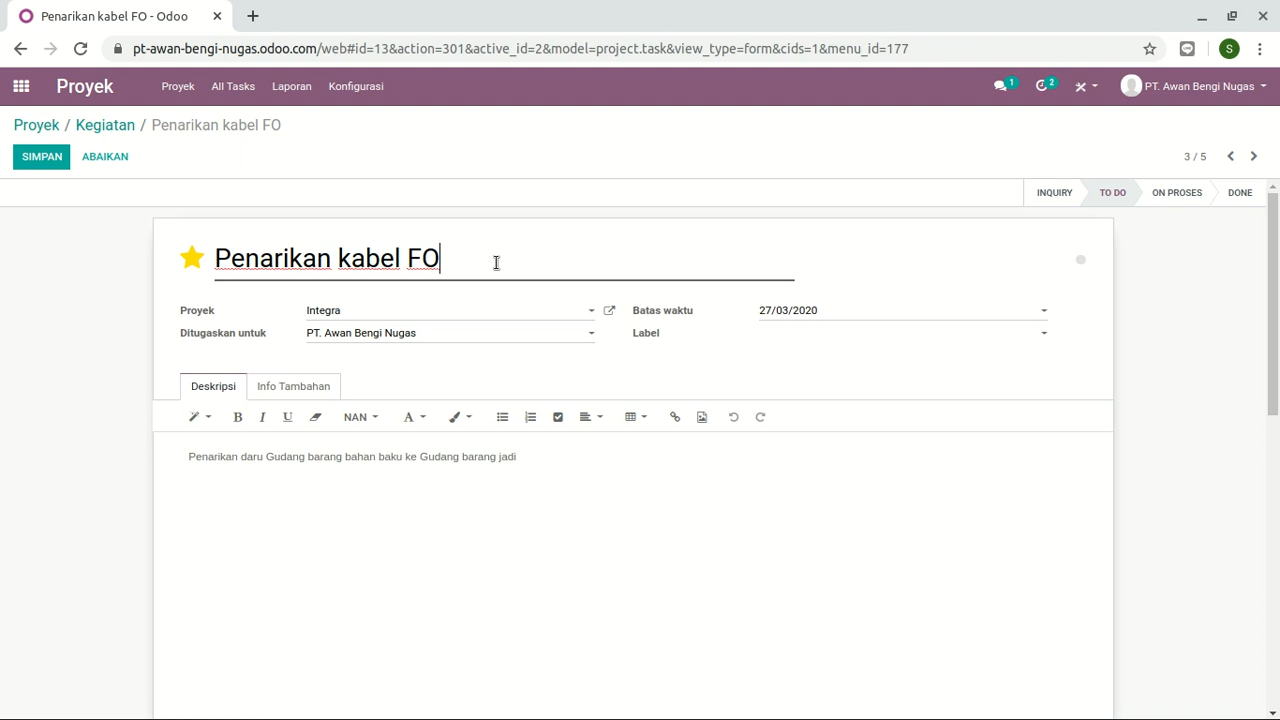 Penarikan kabel FO - Odoo
pt-awan-bengi-nugas.odoo.com/web#id=13&action=301&active_id=2&model=project.task&view_type=form&cids=1&menu_id=177
S
Proyek Proyek All Tasks Laporan Konfigurasi 1 2 PT. Awan Bengi Nugas
Proyek / Kegiatan / Penarikan kabel FO
SIMPAN ABAIKAN 3 / 5
INQUIRY TO DO ON PROSES DONE
Penarikan kabel FO
Proyek Integra Batas waktu 27/03/2020
Ditugaskan untuk PT. Awan Bengi Nugas Label
Deskripsi Info Tambahan
B I U NAN A
Penarikan daru Gudang barang bahan baku ke Gudang barang jadi